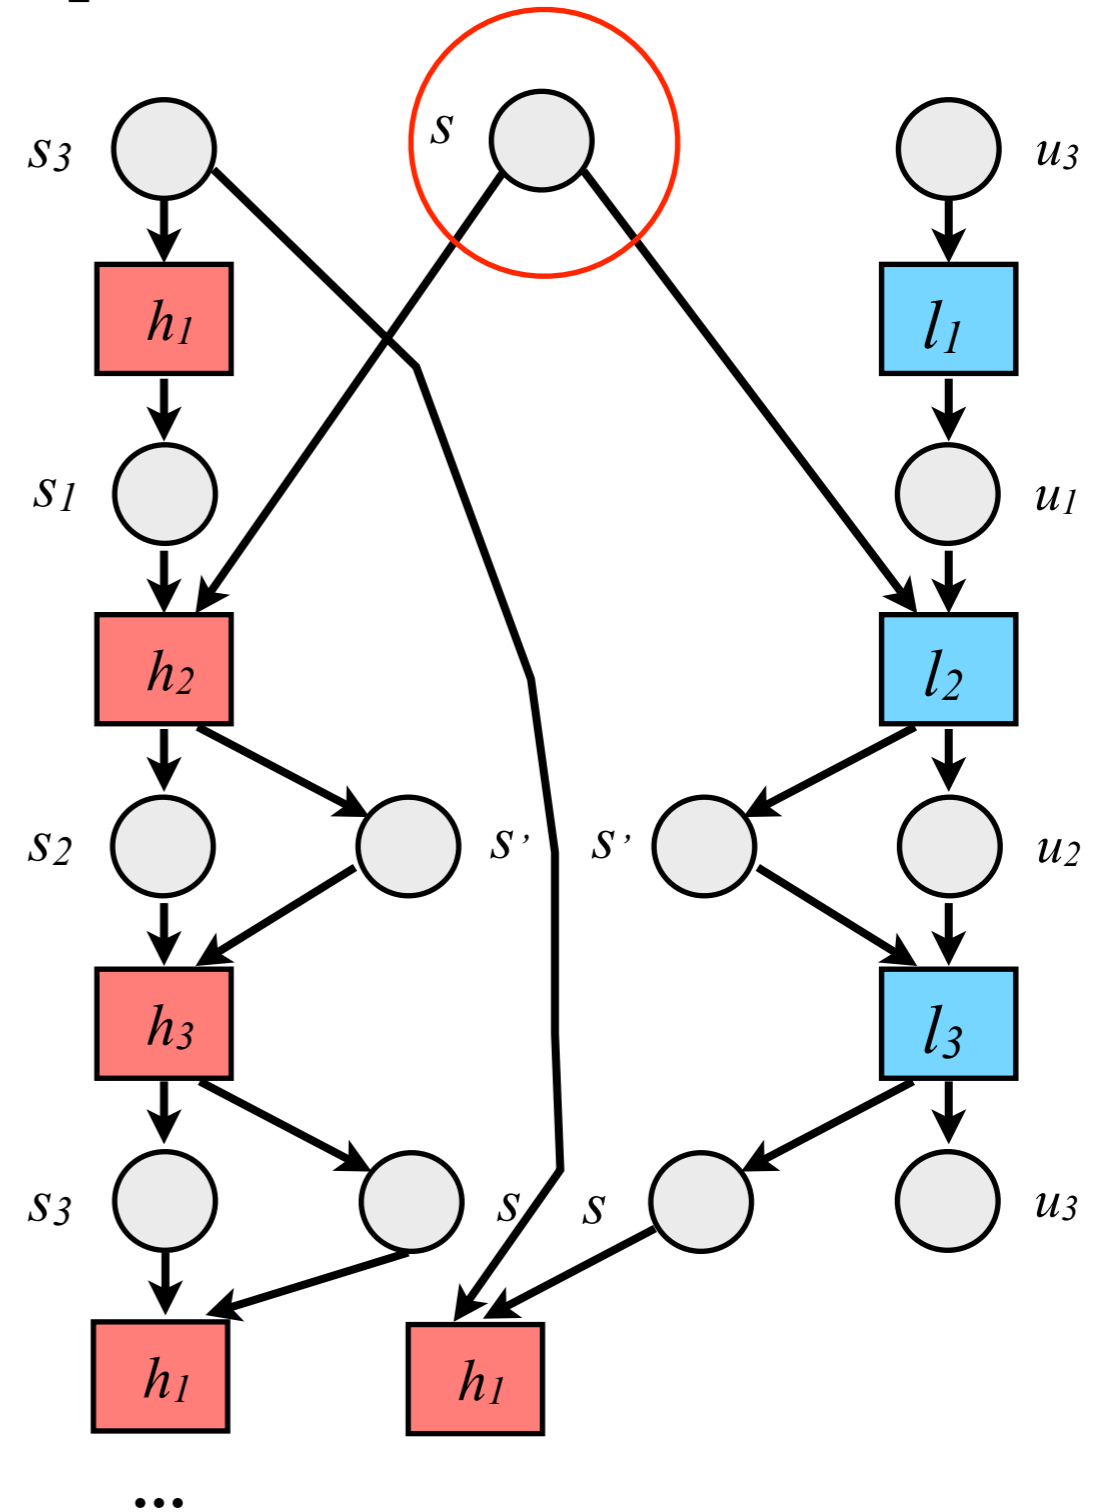 s3 s u3
h1 l1
s1 u1
h2 l2
s2 s’ s’ u2
h3 l3
s3 s s u3
h1 h1
...